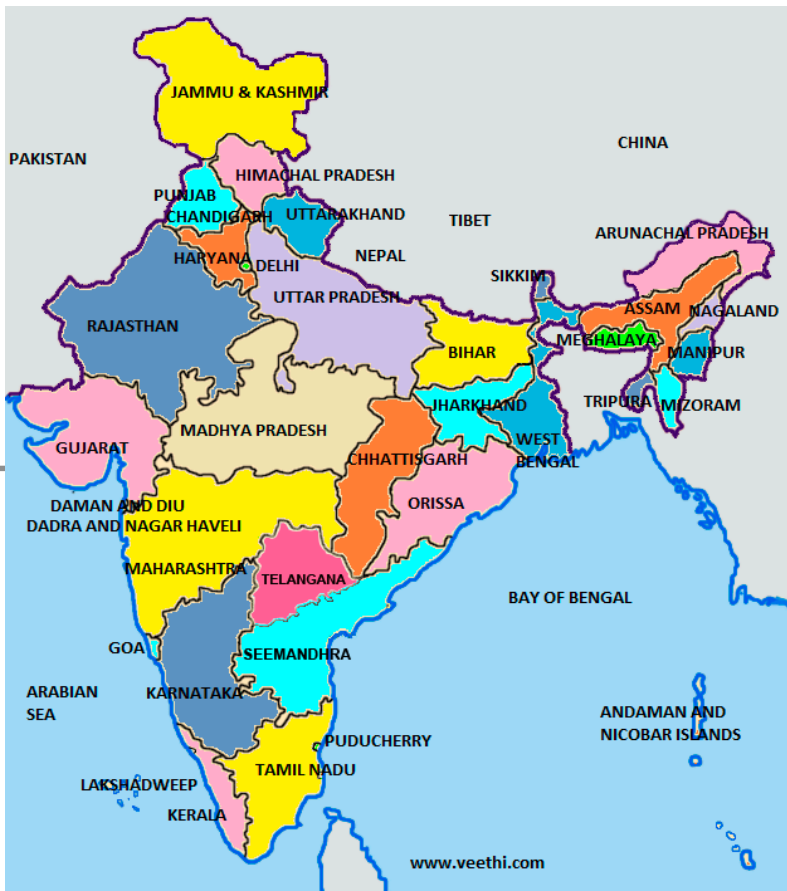 JAMMU & KASHMIR
CHINA
PAKISTAN
HIMACHAL PRADESH
PUNJAB
CHANDIGARH
UTTARAKHAND
TIBET
ARUNACHAL PRADESH
HARYANA
DELHI
NEPAL
SIKKIM
UTTAR PRADESH
ASSAM
NAGALAND
RAJASTHAN
BIHAR
MEGHALAYA
MANIPUR
JHARKHAND
TRIPURA
MIZORAM
MADHYA PRADESH
GUJARAT
WEST
BENGAL
CHHATTISGARH
ORISSA
DAMAN AND DIU
DADRA AND NAGAR HAVELI
MAHARASHTRA
TELANGANA
BAY OF BENGAL
GOA
SEEMANDHRA
ARABIAN
SEA
KARNATAKA
ANDAMAN AND
NICOBAR ISLANDS
PUDUCHERRY
TAMIL NADU
LAKSHADWEEP
KERALA
www.veethi.com